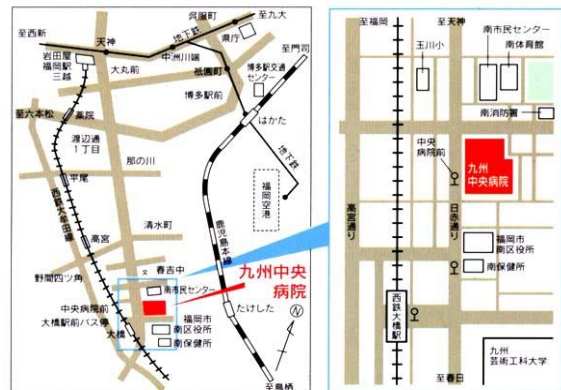 呉服町
至九大
至西新
地下鉄
県庁
天神
中洲川端
至門司
岩田屋
福岡駅
三越
大丸前
祇園町
博多駅交通
センター
博多駅前
至六本松
薬院
はかた
渡辺通
1丁目
那の川
地下鉄
平尾
福岡空港
西鉄大牟田線
清水町
高宮
鹿児島本線
野間四ツ角
文
春吉中
九州中央
病院
南市民センター
中央病院前
大橋駅前バス停
たけした
大橋
福岡市
南区役所
南保健所
N
至鳥栖
至福岡
至天神
玉川小
南市民センター
南体育館
南消防署
中央
病院前
九州
中央病院
高宮通り
日赤通り
福岡市
南区役所
南保健所
西鉄大橋駅
九州
芸術工科大学
至春日